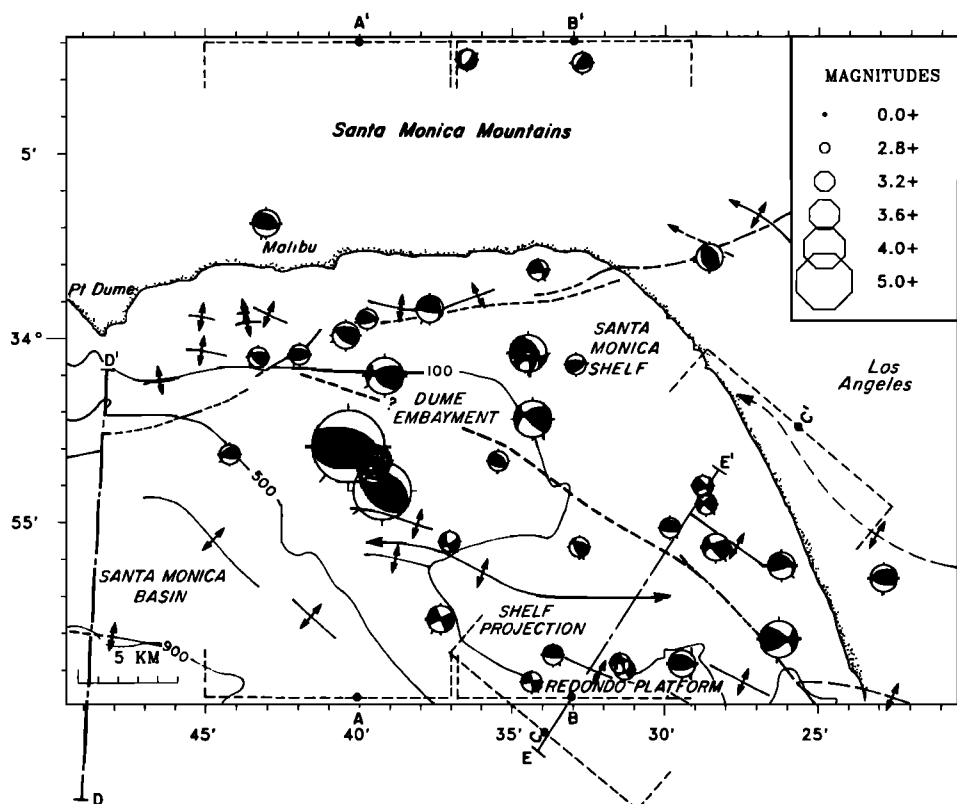 A'
B'
MAGNITUDES
0.0+
2.8+
3.2+
3.6+
4.0+
5.0+
Santa Monica Mountains
5'
Malibu
Pt Dume
34°
SANTA
MONICA
SHELF
Los
Angeles
D'
100
?
DUME
EMBAYMENT
C'
E'
500
55'
SANTA MONICA
BASIN
SHELF
PROJECTION
900
5 KM
REDONDO PLATFORM
A
B
C
E
D
45'
40'
35'
30'
25'